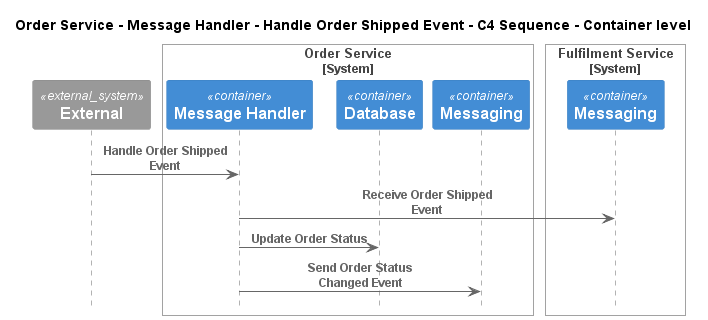 Order Service - Message Handler - Handle Order Shipped Event - C4 Sequence - Container level
Order Service
[System]
Fulfilment Service
[System]
«external_system»
External
«container»
Message Handler
«container»
Database
«container»
Messaging
«container»
Messaging
Handle Order Shipped
Event
Receive Order Shipped
Event
Update Order Status
Send Order Status
Changed Event